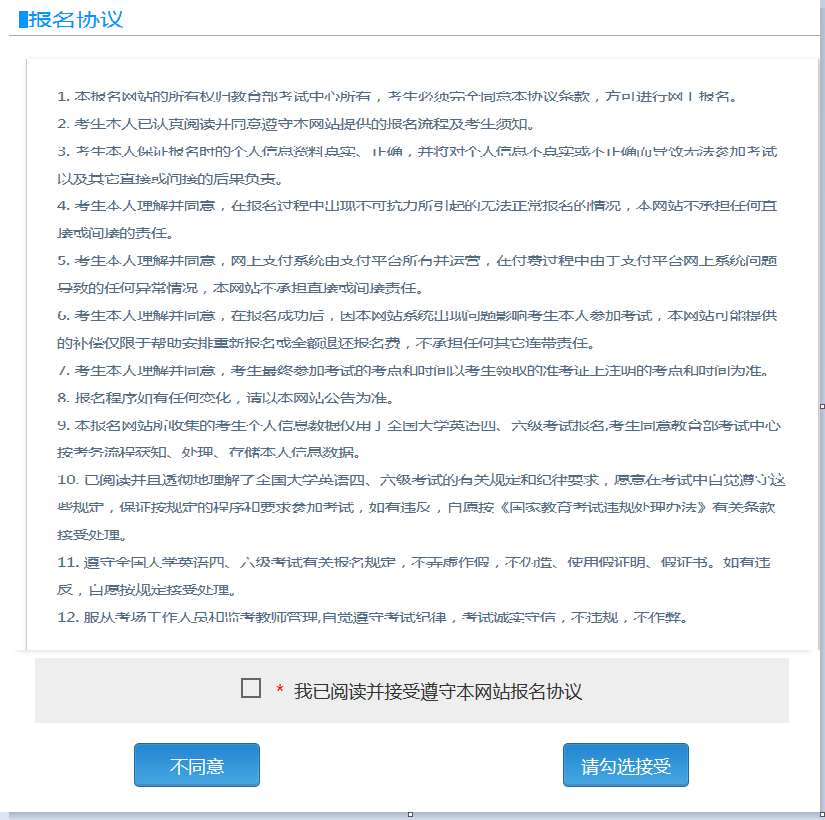 报名协议
1. 本报名网站的所有权归教育部考试中心所有，考生必须完全同意本协议条款，方可进行网上报名。
2. 考生本人已认真阅读并同意遵守本网站提供的报名流程及考生须知。
3. 考生本人保证报名时的个人信息资料真实、正确，并将对个人信息不真实或不正确而导致无法参加考试
以及其它直接或间接的后果负责。
4. 考生本人理解并同意，在报名过程中出现不可抗力所引起的无法正常报名的情况，本网站不承担任何直
接或间接的责任。
5. 考生本人理解并同意，网上支付系统由支付平台所有并运营，在付费过程中由于支付平台网上系统问题
导致的任何异常情况，本网站不承担直接或间接责任。
6. 考生本人理解并同意，在报名成功后，因本网站系统出现问题影响考生本人参加考试，本网站可能提供
的补偿仅限于帮助安排重新报名或全额退还报名费，不承担任何其它连带责任。
7. 考生本人理解并同意，考生最终参加考试的考点和时间以考生领取的准考证上注明的考点和时间为准。
8. 报名程序如有任何变化，请以本网站公告为准。
9. 本报名网站所收集的考生个人信息数据仅用于全国大学英语四、六级考试报名,考生同意教育部考试中心
按考务流程获知、处理、存储本人信息数据。
10. 已阅读并且透彻地理解了全国大学英语四、六级考试的有关规定和纪律要求，愿意在考试中自觉遵守这
些规定，保证按规定的程序和要求参加考试，如有违反，自愿按《国家教育考试违规处理办法》有关条款
接受处理。
11. 遵守全国大学英语四、六级考试有关报名规定，不弄虚作假，不伪造、使用假证明、假证书。如有违
反，自愿按规定接受处理。
12. 服从考场工作人员和监考教师管理,自觉遵守考试纪律，考试诚实守信，不违规，不作弊。
* 我已阅读并接受遵守本网站报名协议
不同意
请勾选接受